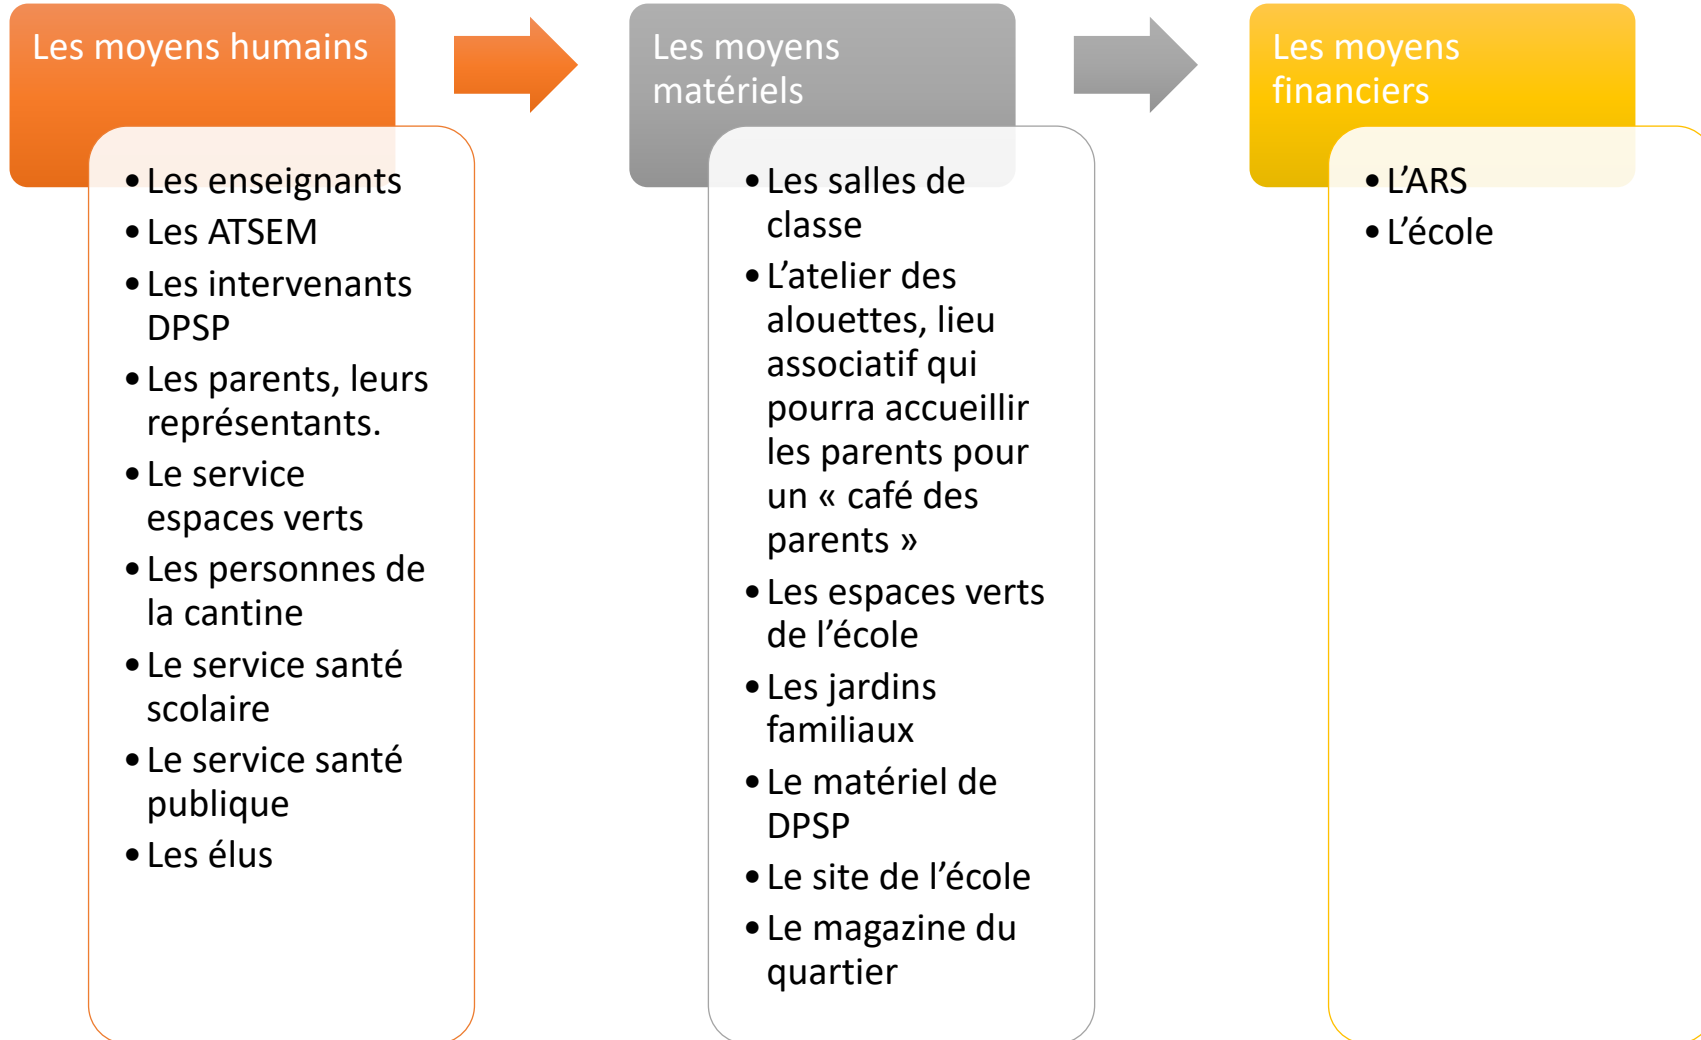 Les moyens humains
• Les enseignants
• Les ATSEM
• Les intervenants
DPSP
• Les parents, leurs
représentants.
• Le service
espaces verts
• Les personnes de
la cantine
• Le service santé
scolaire
• Le service santé
publique
• Les élus
Les moyens
matériels
• Les salles de
classe
• L’atelier des
alouettes, lieu
associatif qui
pourra accueillir
les parents pour
un « café des
parents »
• Les espaces verts
de l’école
• Les jardins
familiaux
• Le matériel de
DPSP
• Le site de l’école
• Le magazine du
quartier
Les moyens
financiers
• L’ARS
• L’école